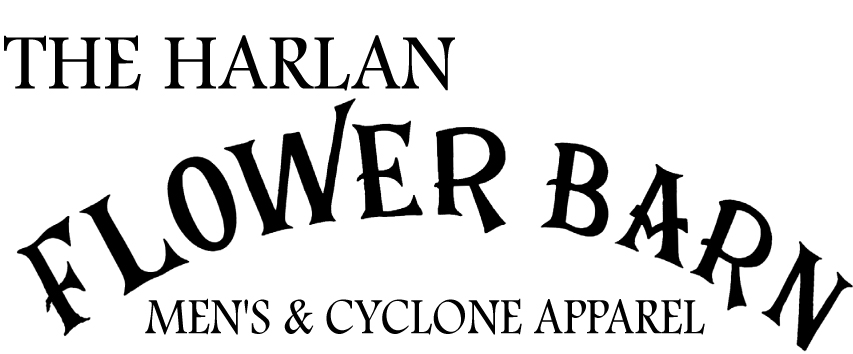 THE HARLAN
FLOWER BARN
MEN'S & CYCLONE APPAREL